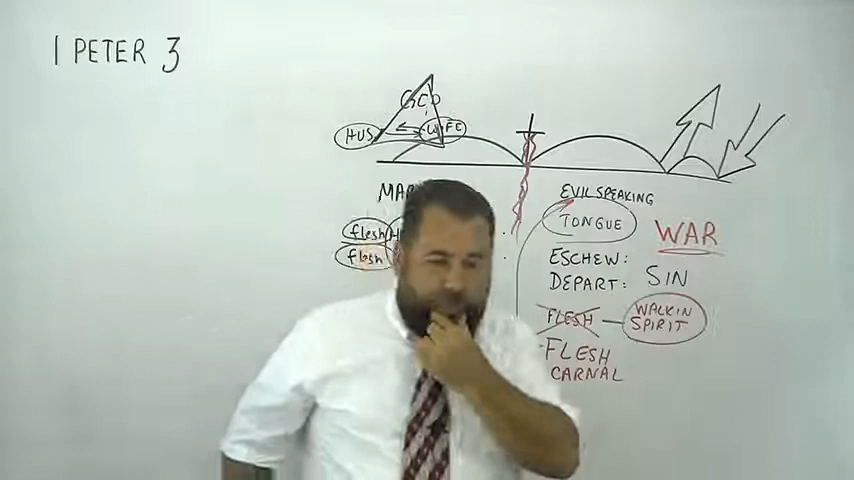 1 PETER 3
GOD
HUS
WIFE
flesh
flesh
EVIL SPEAKING
TONGUE
WAR
ESCHEW:
DEPART: SIN
FLESH — WALK IN
SPIRIT
FLESH
CARNAL